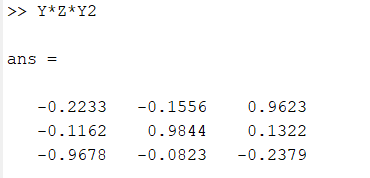 >> Y*Z*Y2
ans =
-0.2233 -0.1556 0.9623
-0.1162 0.9844 0.1322
-0.9678 -0.0823 -0.2379